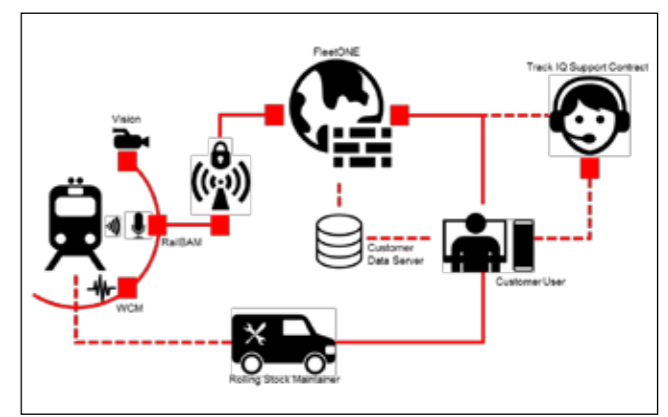 FleetONE
Track IQ Support Contract
Vision
RailBAM
Customer
Data Server
Customer User
WCM
Rolling Stock Maintainer